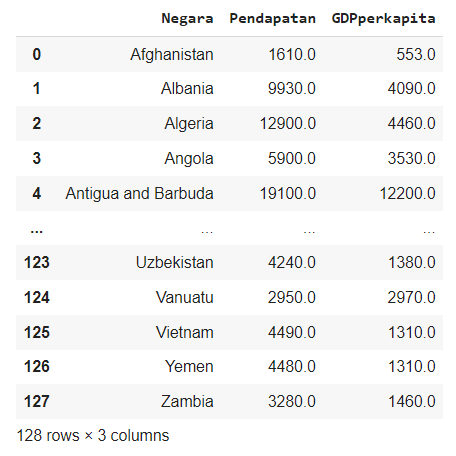 Negara Pendapatan GDPperkapita
0 Afghanistan 1610.0 553.0
1 Albania 9930.0 4090.0
2 Algeria 12900.0 4460.0
3 Angola 5900.0 3530.0
4 Antigua and Barbuda 19100.0 12200.0
... ... ... ...
123 Uzbekistan 4240.0 1380.0
124 Vanuatu 2950.0 2970.0
125 Vietnam 4490.0 1310.0
126 Yemen 4480.0 1310.0
127 Zambia 3280.0 1460.0
128 rows × 3 columns